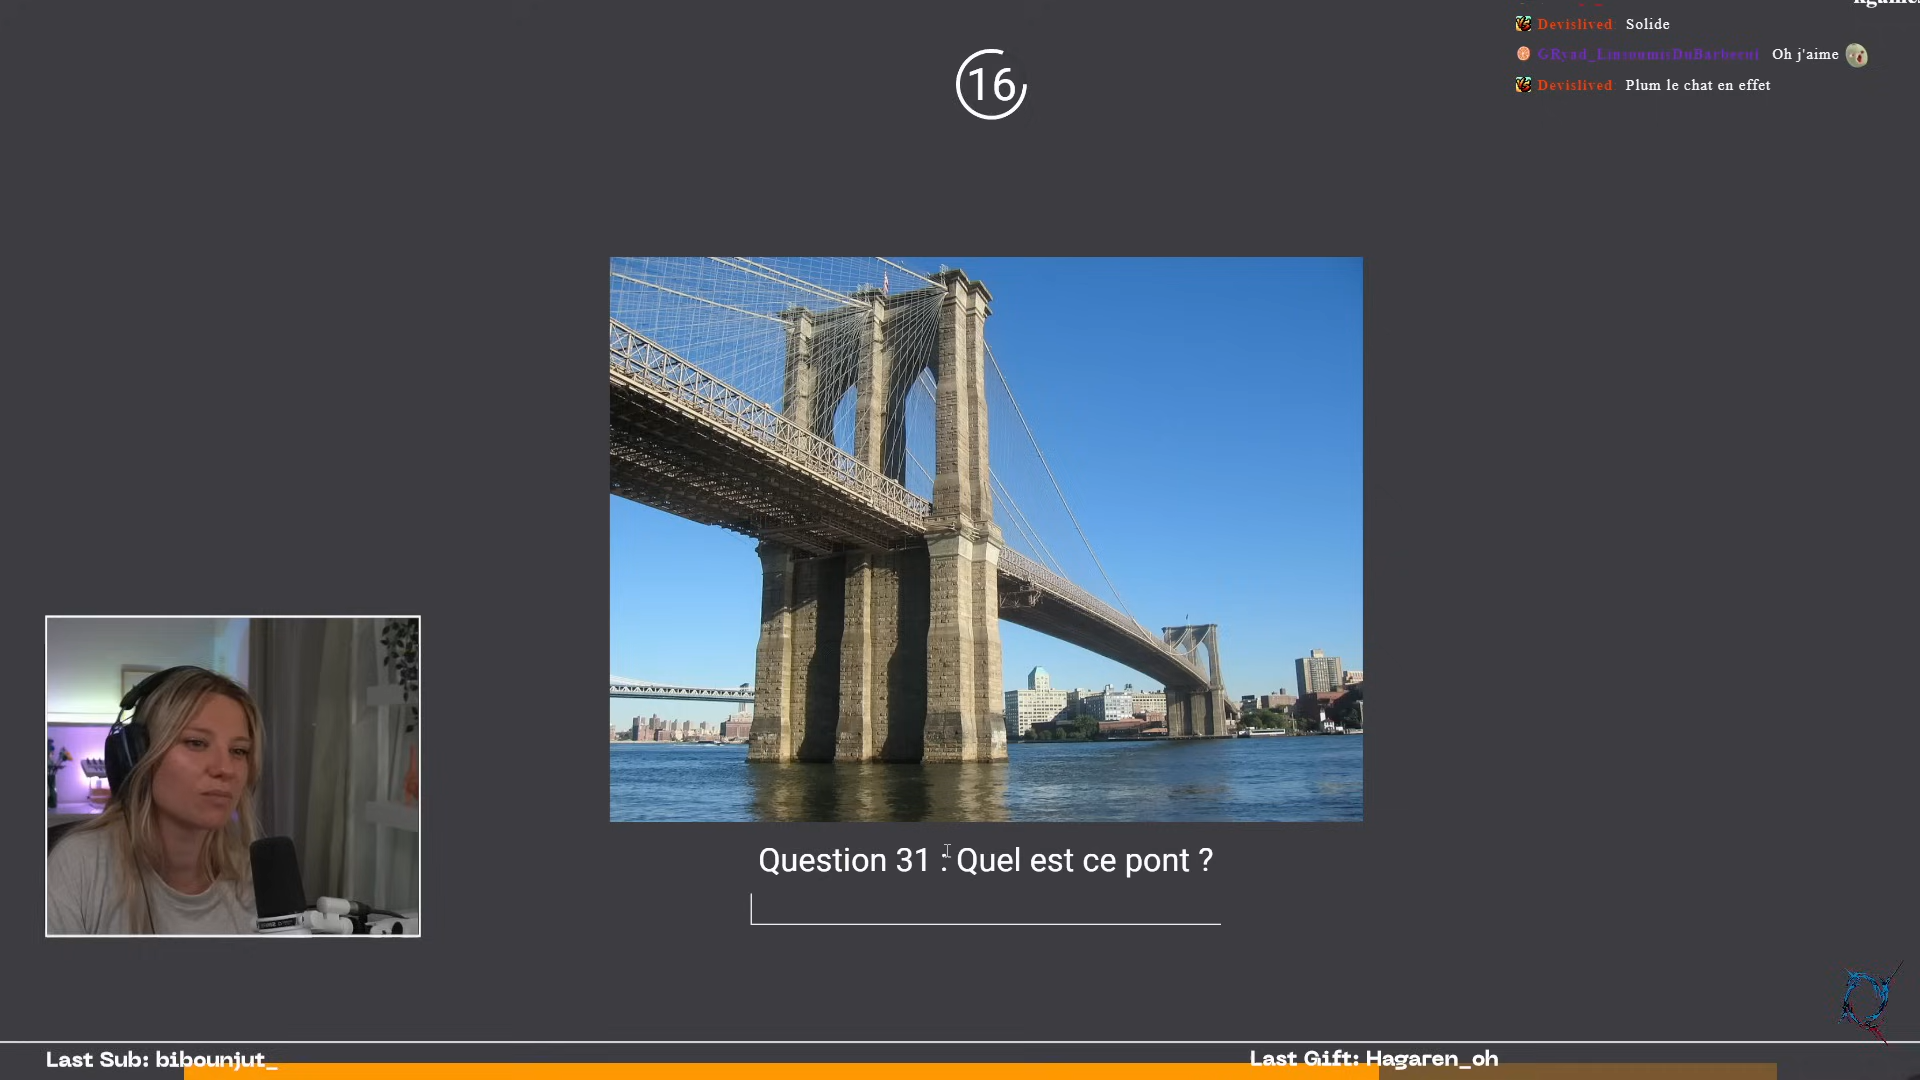 Devislived: Solide
Oh j'aime
Devislived: Plum le chat en effet
16
Question 31 : Quel est ce pont ?
Last Sub: bibounjut_
Last Gift: Hagaren_oh